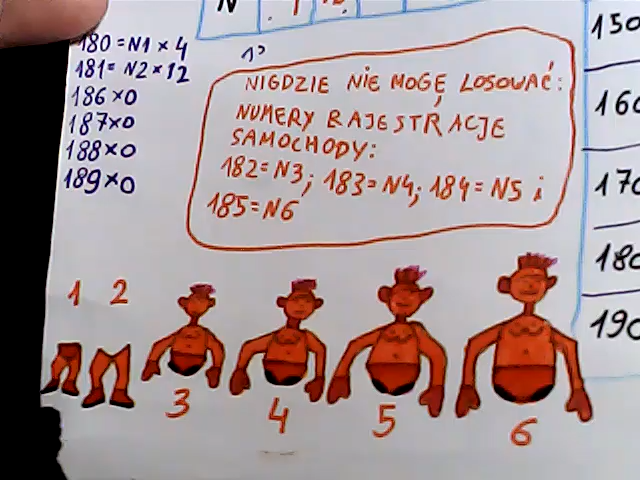 N
180 = N1 x 4
181 = N2 x 12
186 x 0
187 x 0
188 x 0
189 x 0
NIGDZIE NIE MOGĘ LOSOWAĆ:
NUMERY RAJESTRACJE
SAMOCHODY:
182 = N3; 183 = N4; 184 = N5 i
185 = N6
150
160
170
180
190
1 2
3 4 5 6